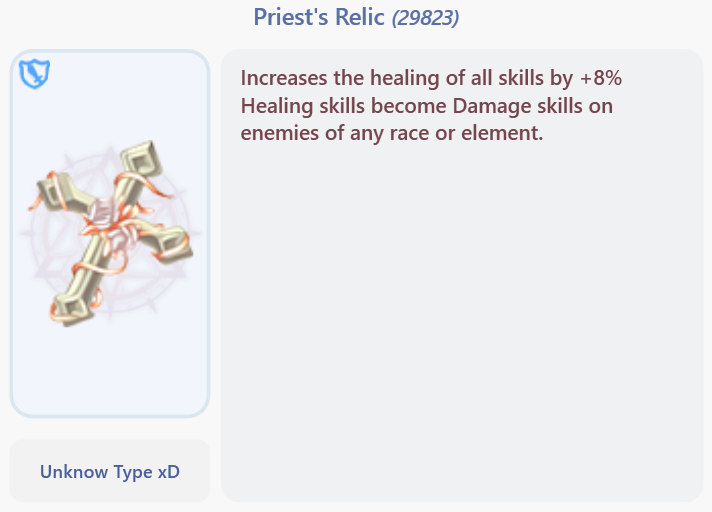 Priest's Relic (29823)
Increases the healing of all skills by +8%
Healing skills become Damage skills on
enemies of any race or element.
Unknow Type xD